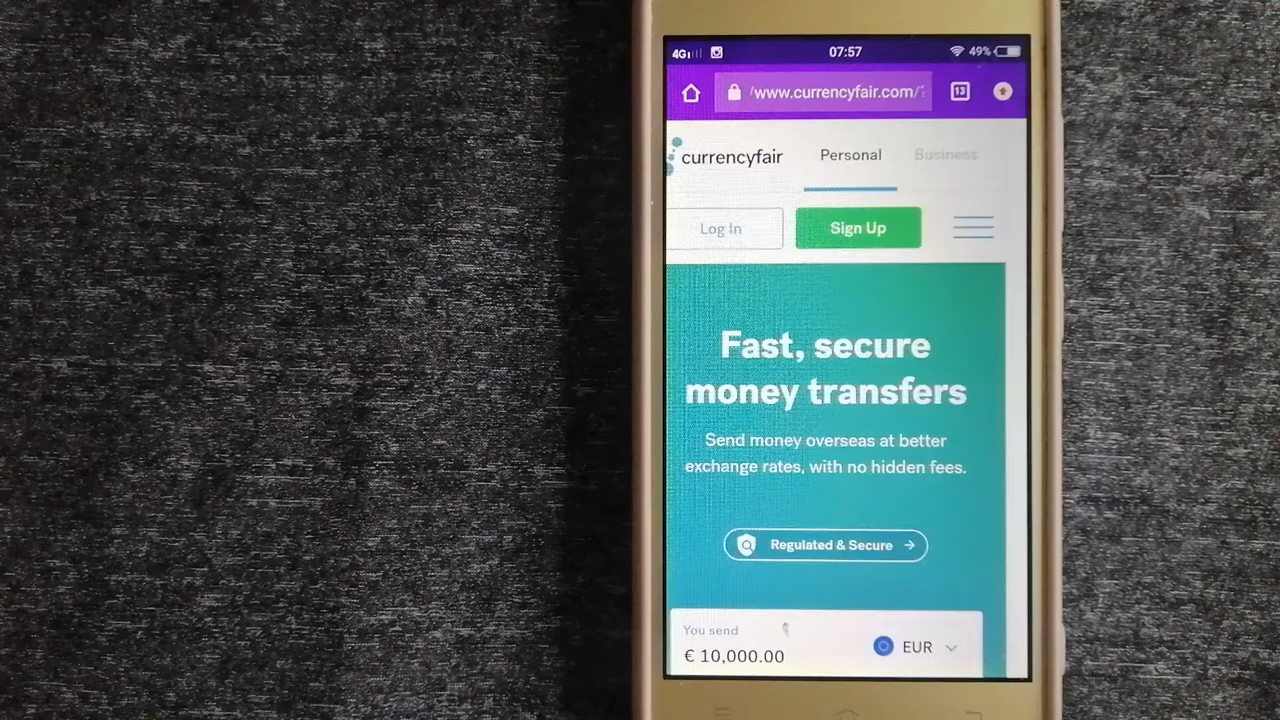 4G 07:57 49%
/www.currencyfair.com/ 13
currencyfair Personal Business
Log In Sign Up
Fast, secure
money transfers
Send money overseas at better
exchange rates, with no hidden fees.
Regulated & Secure →
You send
€ 10,000.00 EUR